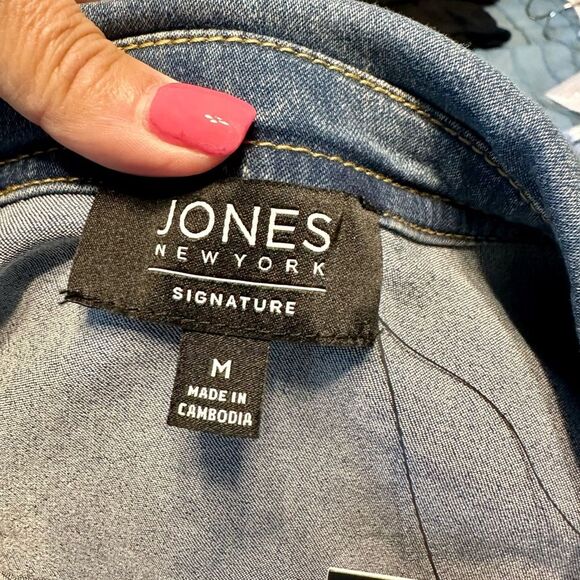 JONES
NEW YORK
SIGNATURE
M
MADE IN
CAMBODIA